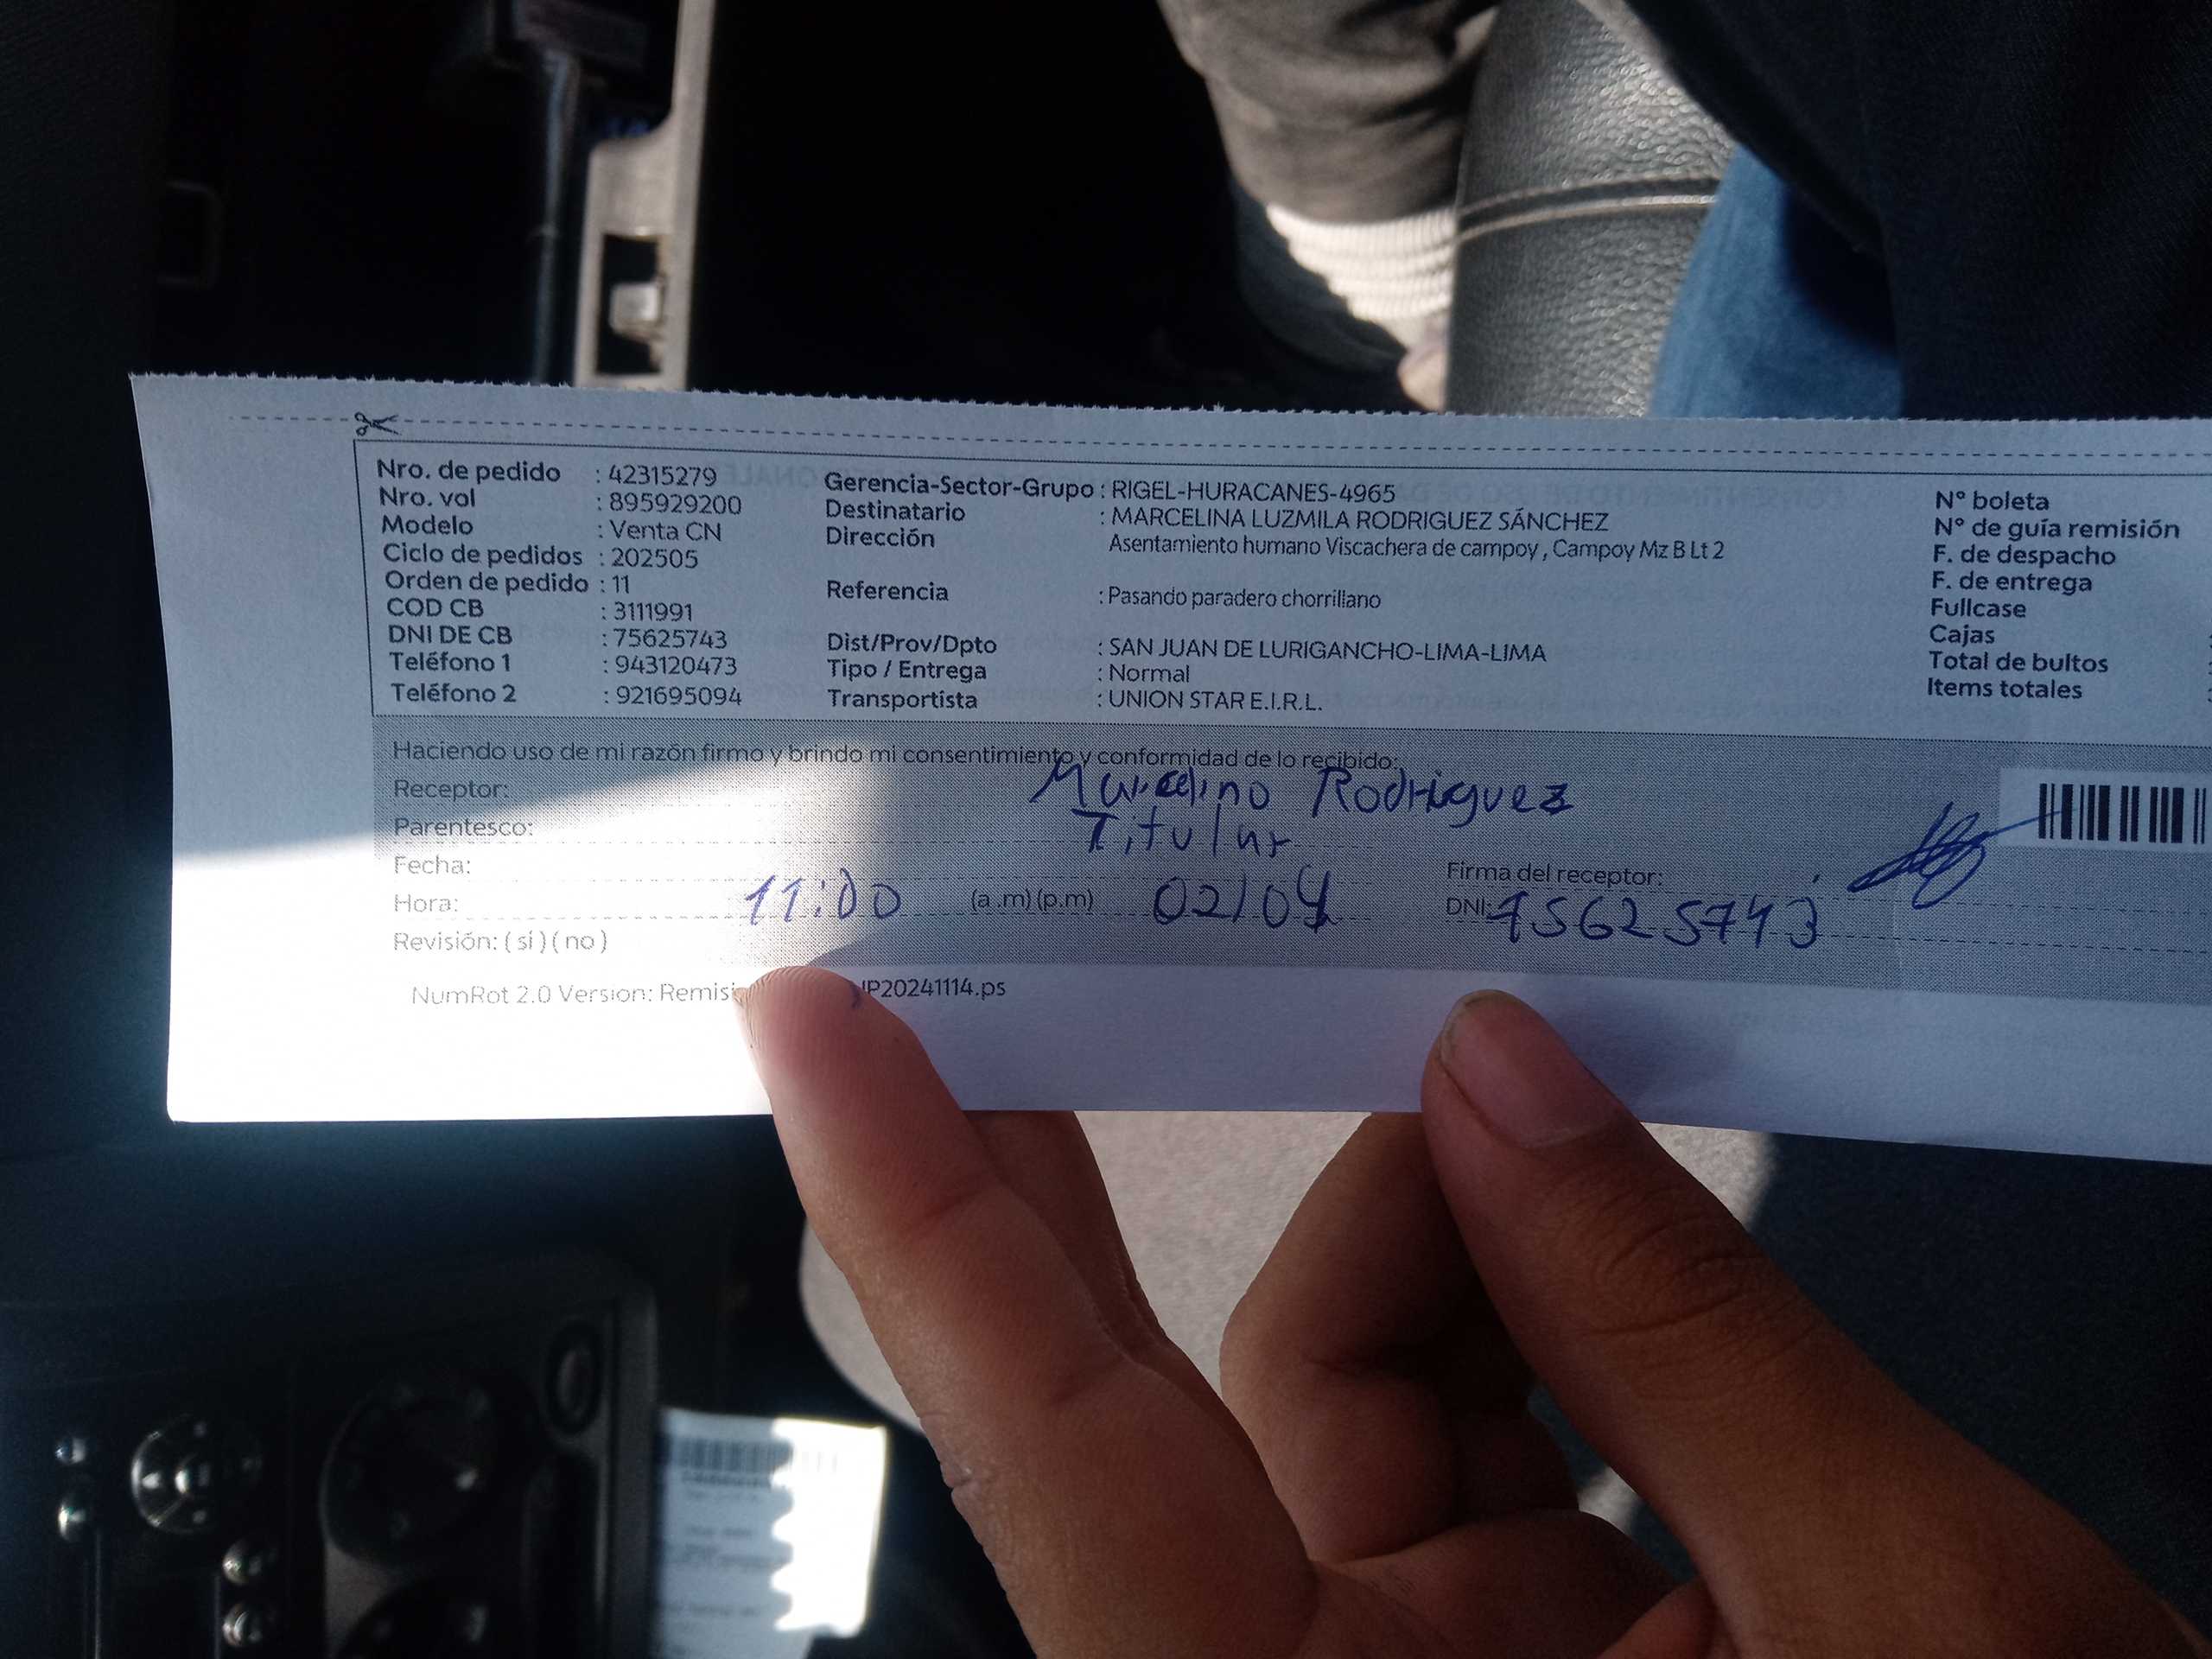 Nro. de pedido : 42315279
Nro. vol : 895929200
Modelo : Venta CN
Ciclo de pedidos : 202505
Orden de pedido : 11
COD CB : 3111991
DNI DE CB : 75625743
Teléfono 1 : 943120473
Teléfono 2 : 921695094
Gerencia-Sector-Grupo : RIGEL-HURACANES-4965
Destinatario : MARCELINA LUZMILA RODRIGUEZ SÁNCHEZ
Dirección Asentamiento humano Viscachera de campoy , Campoy Mz B Lt 2
Referencia : Pasando paradero chorrillano
Dist/Prov/Dpto : SAN JUAN DE LURIGANCHO-LIMA-LIMA
Tipo / Entrega : Normal
Transportista : UNION STAR E.I.R.L.
N° boleta
N° de guía remisión
F. de despacho
F. de entrega
Fullcase
Cajas
Total de bultos
Items totales
Haciendo uso de mi razón firmo y brindo mi consentimiento y conformidad de lo recibido:
Receptor: Marcelino Rodriguez
Parentesco: Titular
Fecha:
Firma del receptor:
Hora: 11:00 (a .m) (p.m) 02/04 DNI: 75625743
Revisión: ( si ) ( no )
NumRot 2.0 Version: Remisi JP20241114.ps